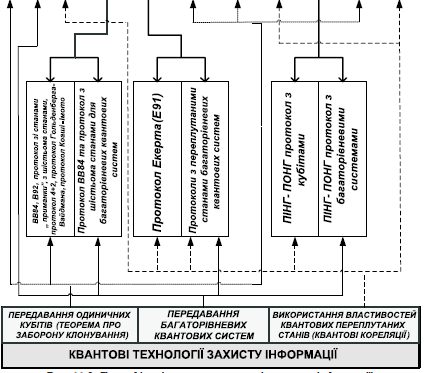 BB84, B92, протокол зі станами
„ приманки”, з шістьома станами,
протокол 4+2, протокол Гольденберга-
Вайдмана, протокол Коаші-Імото
Протокол BB84 та протокол з
шістьома станами для
багаторівневих квантових
систем
Протокол Екерта(E91)
Протоколи з переплутаними
станами багаторівневих
квантових систем
ПІНГ- ПОНГ протокол з
кубітами
ПІНГ- ПОНГ протокол з
багаторівневими
системами
ПЕРЕДАВАННЯ ОДИНИЧНИХ
КУБІТІВ (ТЕОРЕМА ПРО
ЗАБОРОНУ КЛОНУВАННЯ)
ПЕРЕДАВАННЯ
БАГАТОРІВНЕВИХ
КВАНТОВИХ СИСТЕМ
ВИКОРИСТАННЯ ВЛАСТИВОСТЕЙ
КВАНТОВИХ ПЕРЕПЛУТАНИХ
СТАНІВ (КВАНТОВІ КОРЕЛЯЦІЇ)
КВАНТОВІ ТЕХНОЛОГІЇ ЗАХИСТУ ІНФОРМАЦІЇ